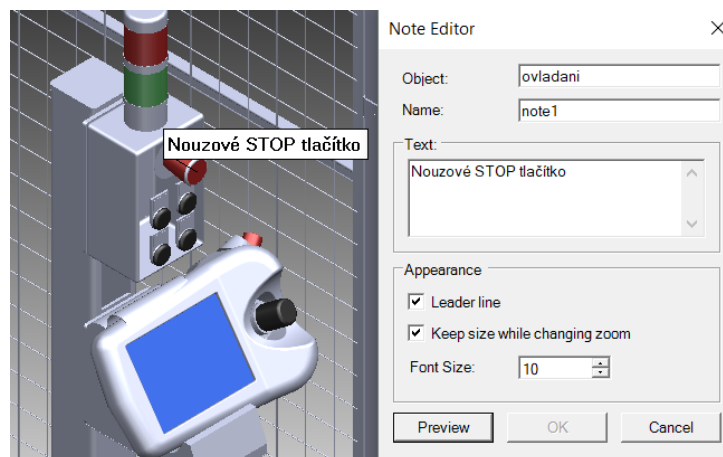 Nouzové STOP tlačítko
Note Editor
Object: ovladani
Name: note1
Text:
Nouzové STOP tlačítko
Appearance
Leader line
Keep size while changing zoom
Font Size: 10
Preview OK Cancel